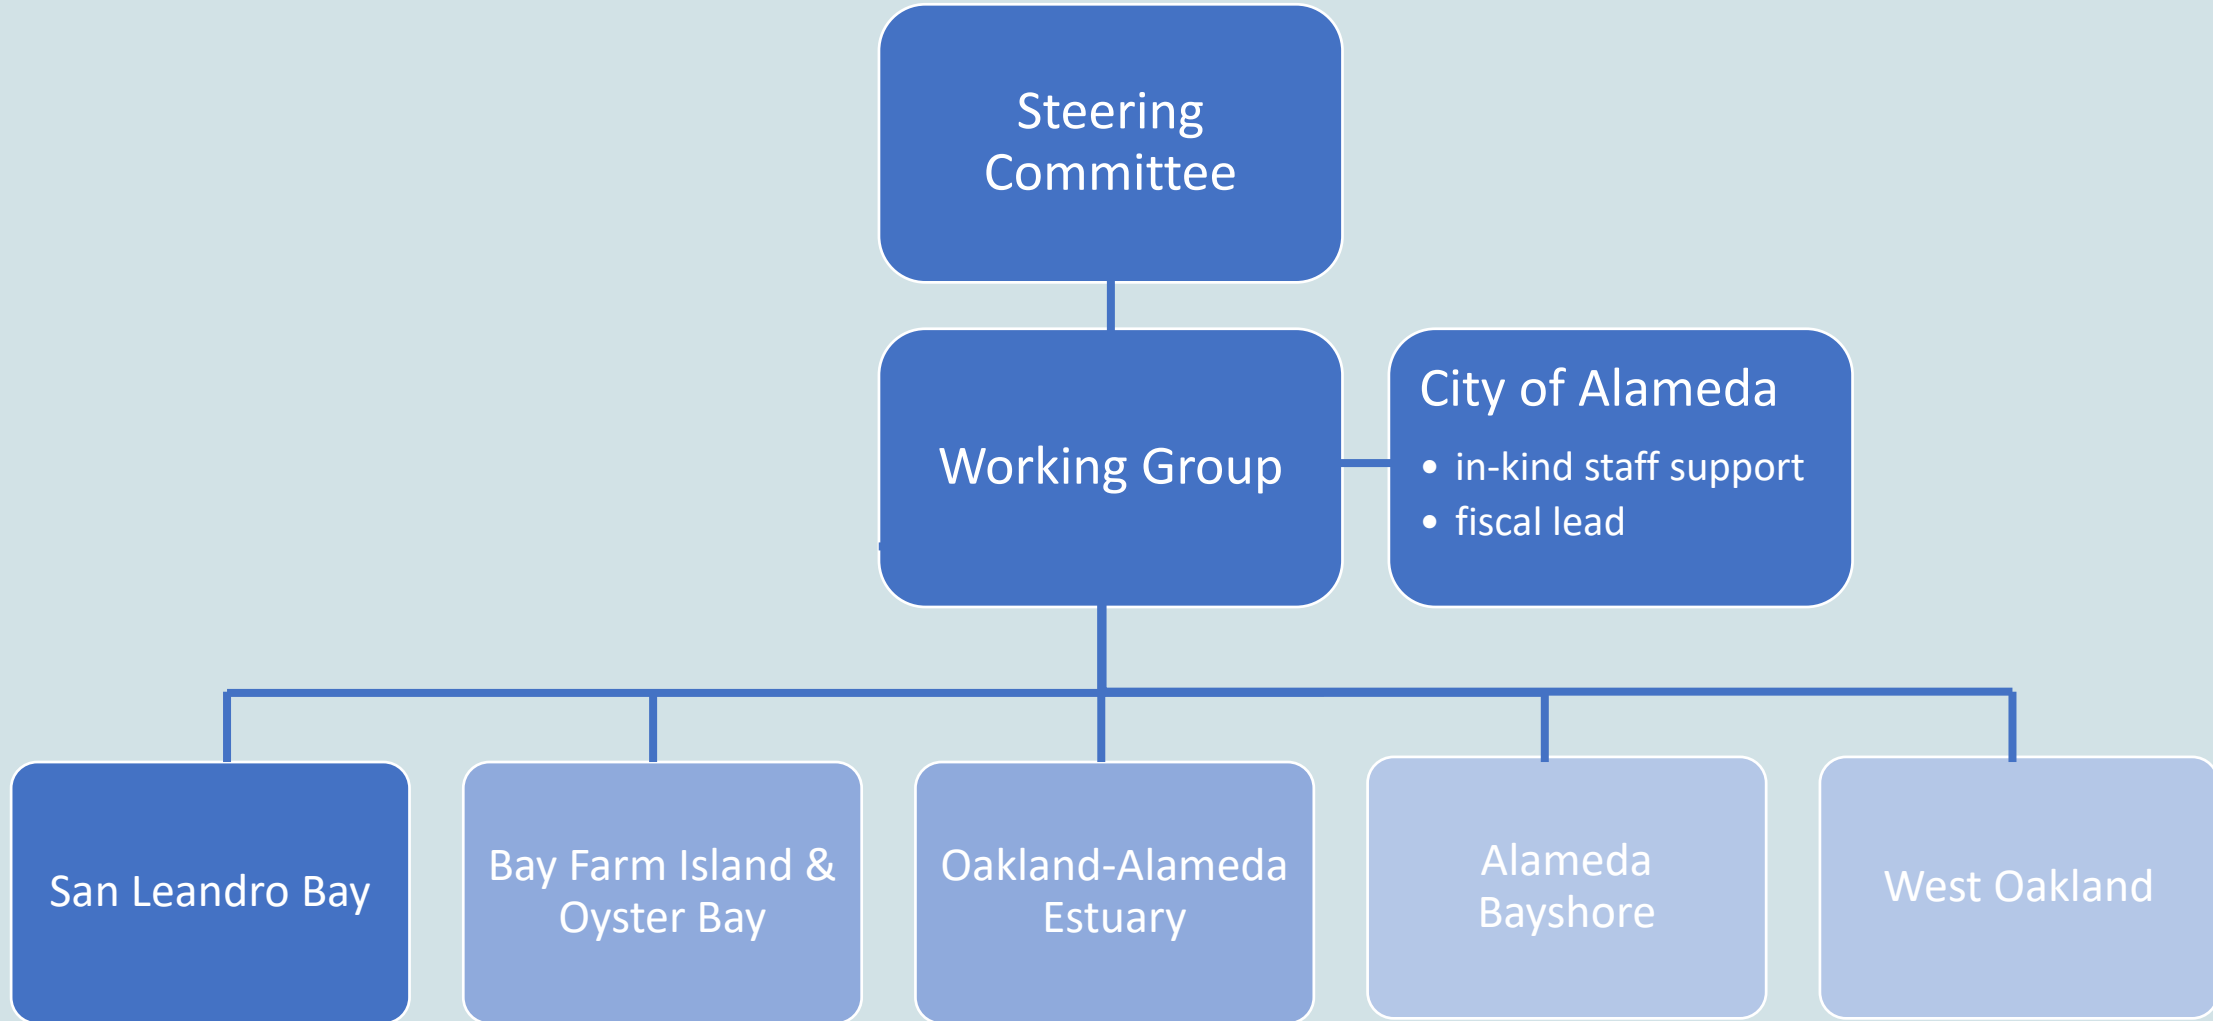 Steering
Committee
Working Group
City of Alameda
• in-kind staff support
• fiscal lead
San Leandro Bay
Bay Farm Island &
Oyster Bay
Oakland-Alameda
Estuary
Alameda
Bayshore
West Oakland